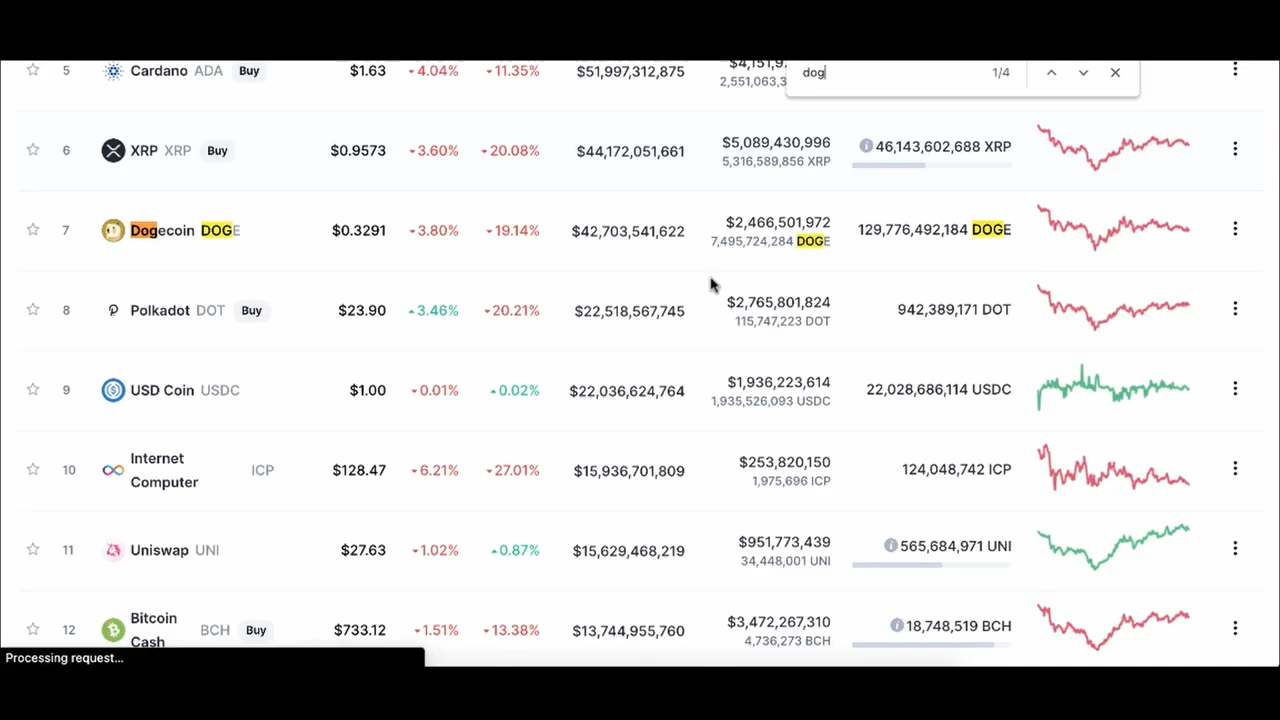 5 Cardano ADA Buy $1.63 4.04% 11.35% $51,997,312,875
dog 1/4
6 XRP XRP Buy $0.9573 3.60% 20.08% $44,172,051,661 $5,089,430,996 46,143,602,688 XRP
5,316,589,856 XRP
7 Dogecoin DOGE $0.3291 3.80% 19.14% $42,703,541,622 $2,466,501,972 129,776,492,184 DOGE
7,495,724,284 DOGE
8 Polkadot DOT Buy $23.90 3.46% 20.21% $22,518,567,745 $2,765,801,824 942,389,171 DOT
115,747,223 DOT
9 USD Coin USDC $1.00 0.01% 0.02% $22,036,624,764 $1,936,223,614 22,028,686,114 USDC
1,935,526,093 USDC
10 Internet Computer ICP $128.47 6.21% 27.01% $15,936,701,809 $253,820,150 124,048,742 ICP
1,975,696 ICP
11 Uniswap UNI $27.63 1.02% 0.87% $15,629,468,219 $951,773,439 565,684,971 UNI
34,448,001 UNI
12 Bitcoin Cash BCH Buy $733.12 1.51% 13.38% $13,744,955,760 $3,472,267,310 18,748,519 BCH
4,736,273 BCH
Processing request...